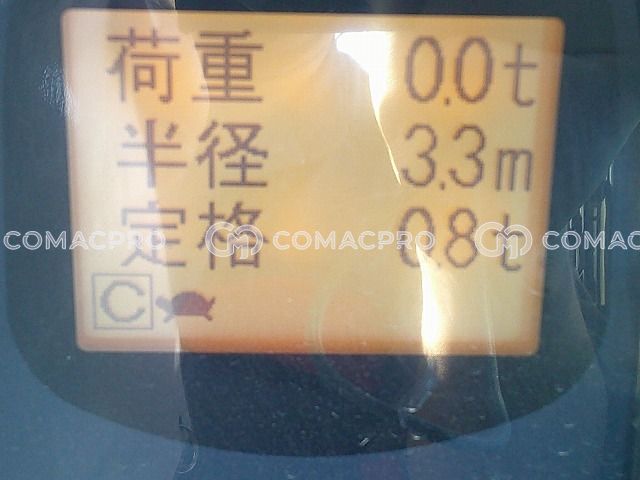 荷重 0.0t
半径 3.3m
定格 0.8t
COMACPRO COMACPRO COMAC
C